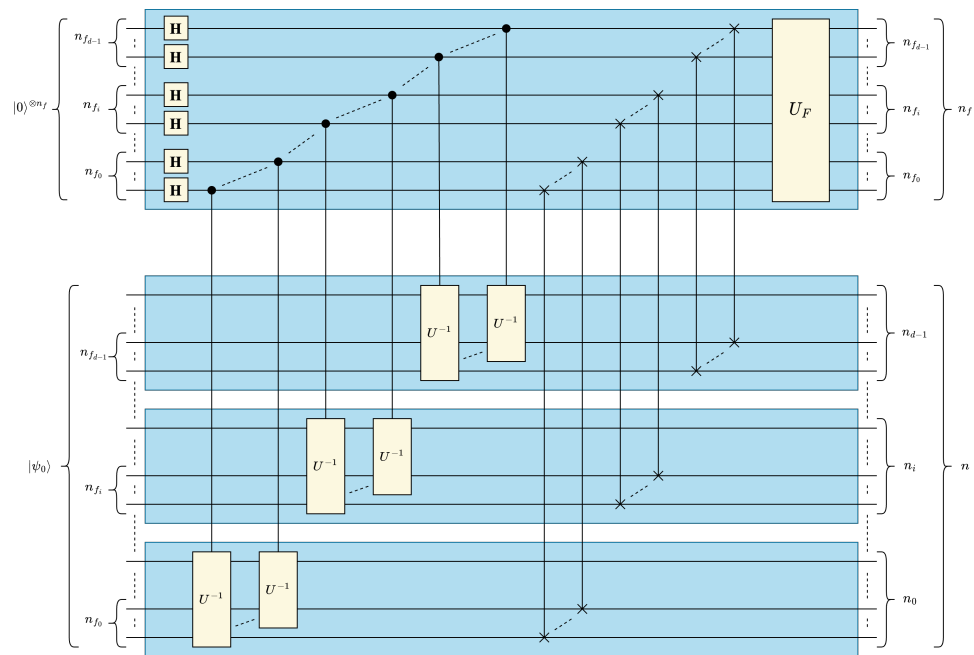 n_{f_{d-1}} H n_{f_{d-1}}
H
|0⟩^{⊗n_f} n_{f_i} H U_F n_{f_i} n_f
H
n_{f_0} H n_{f_0}
H
U^{-1} U^{-1} n_{d-1}
n_{f_{d-1}}
|ψ_0⟩ U^{-1} U^{-1} n_i n
n_{f_i}
U^{-1} U^{-1} n_0
n_{f_0}